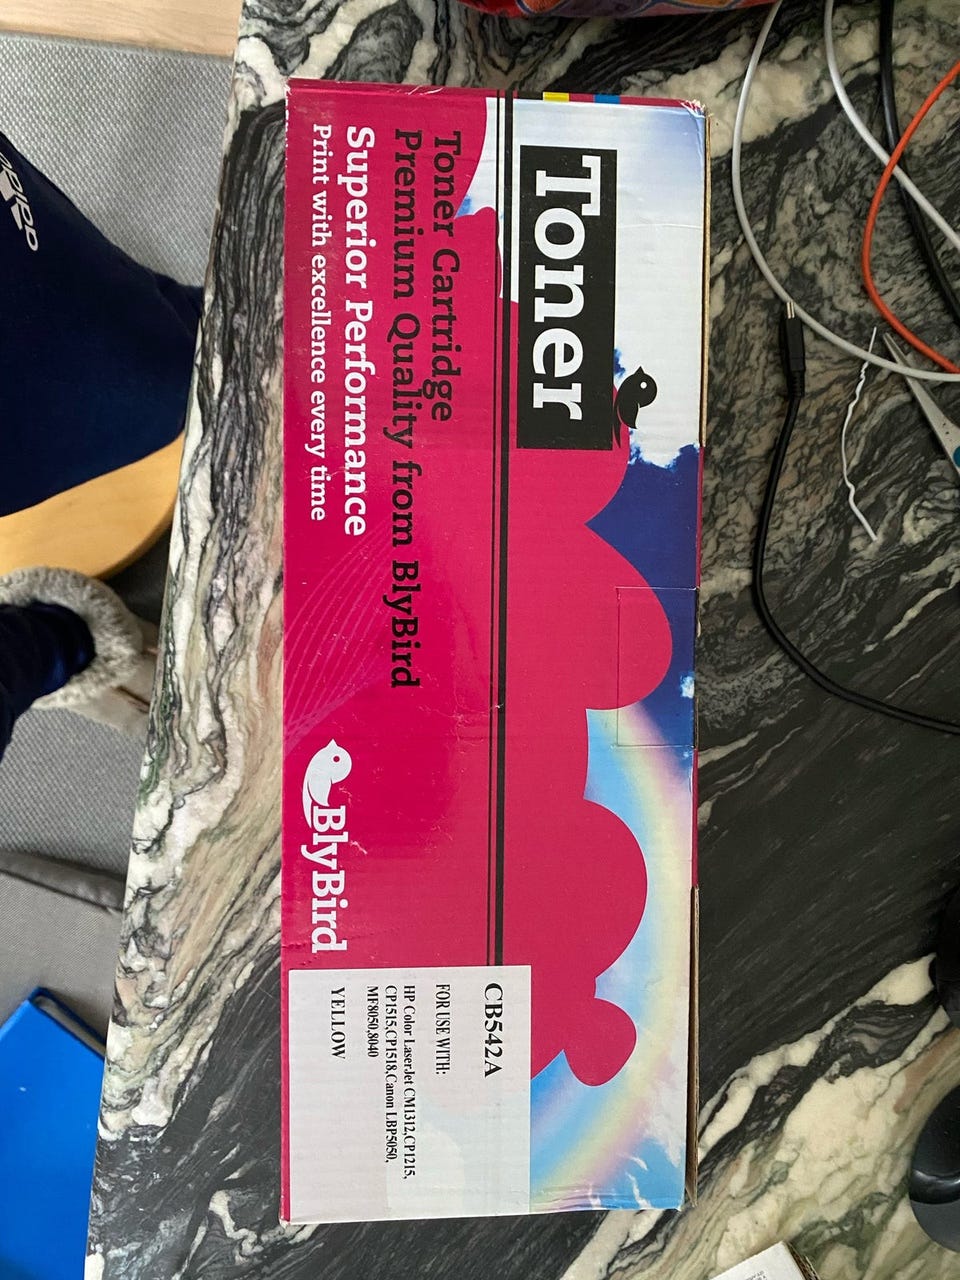 Toner
Toner Cartridge
Premium Quality from BlyBird
Superior Performance
Print with excellence every time
BlyBird
CB542A
FOR USE WITH:
HP Color LaserJet CM1312,CP1215,
CP1515,CP1518,Canon LBP5050,
MF8050,8040
YELLOW